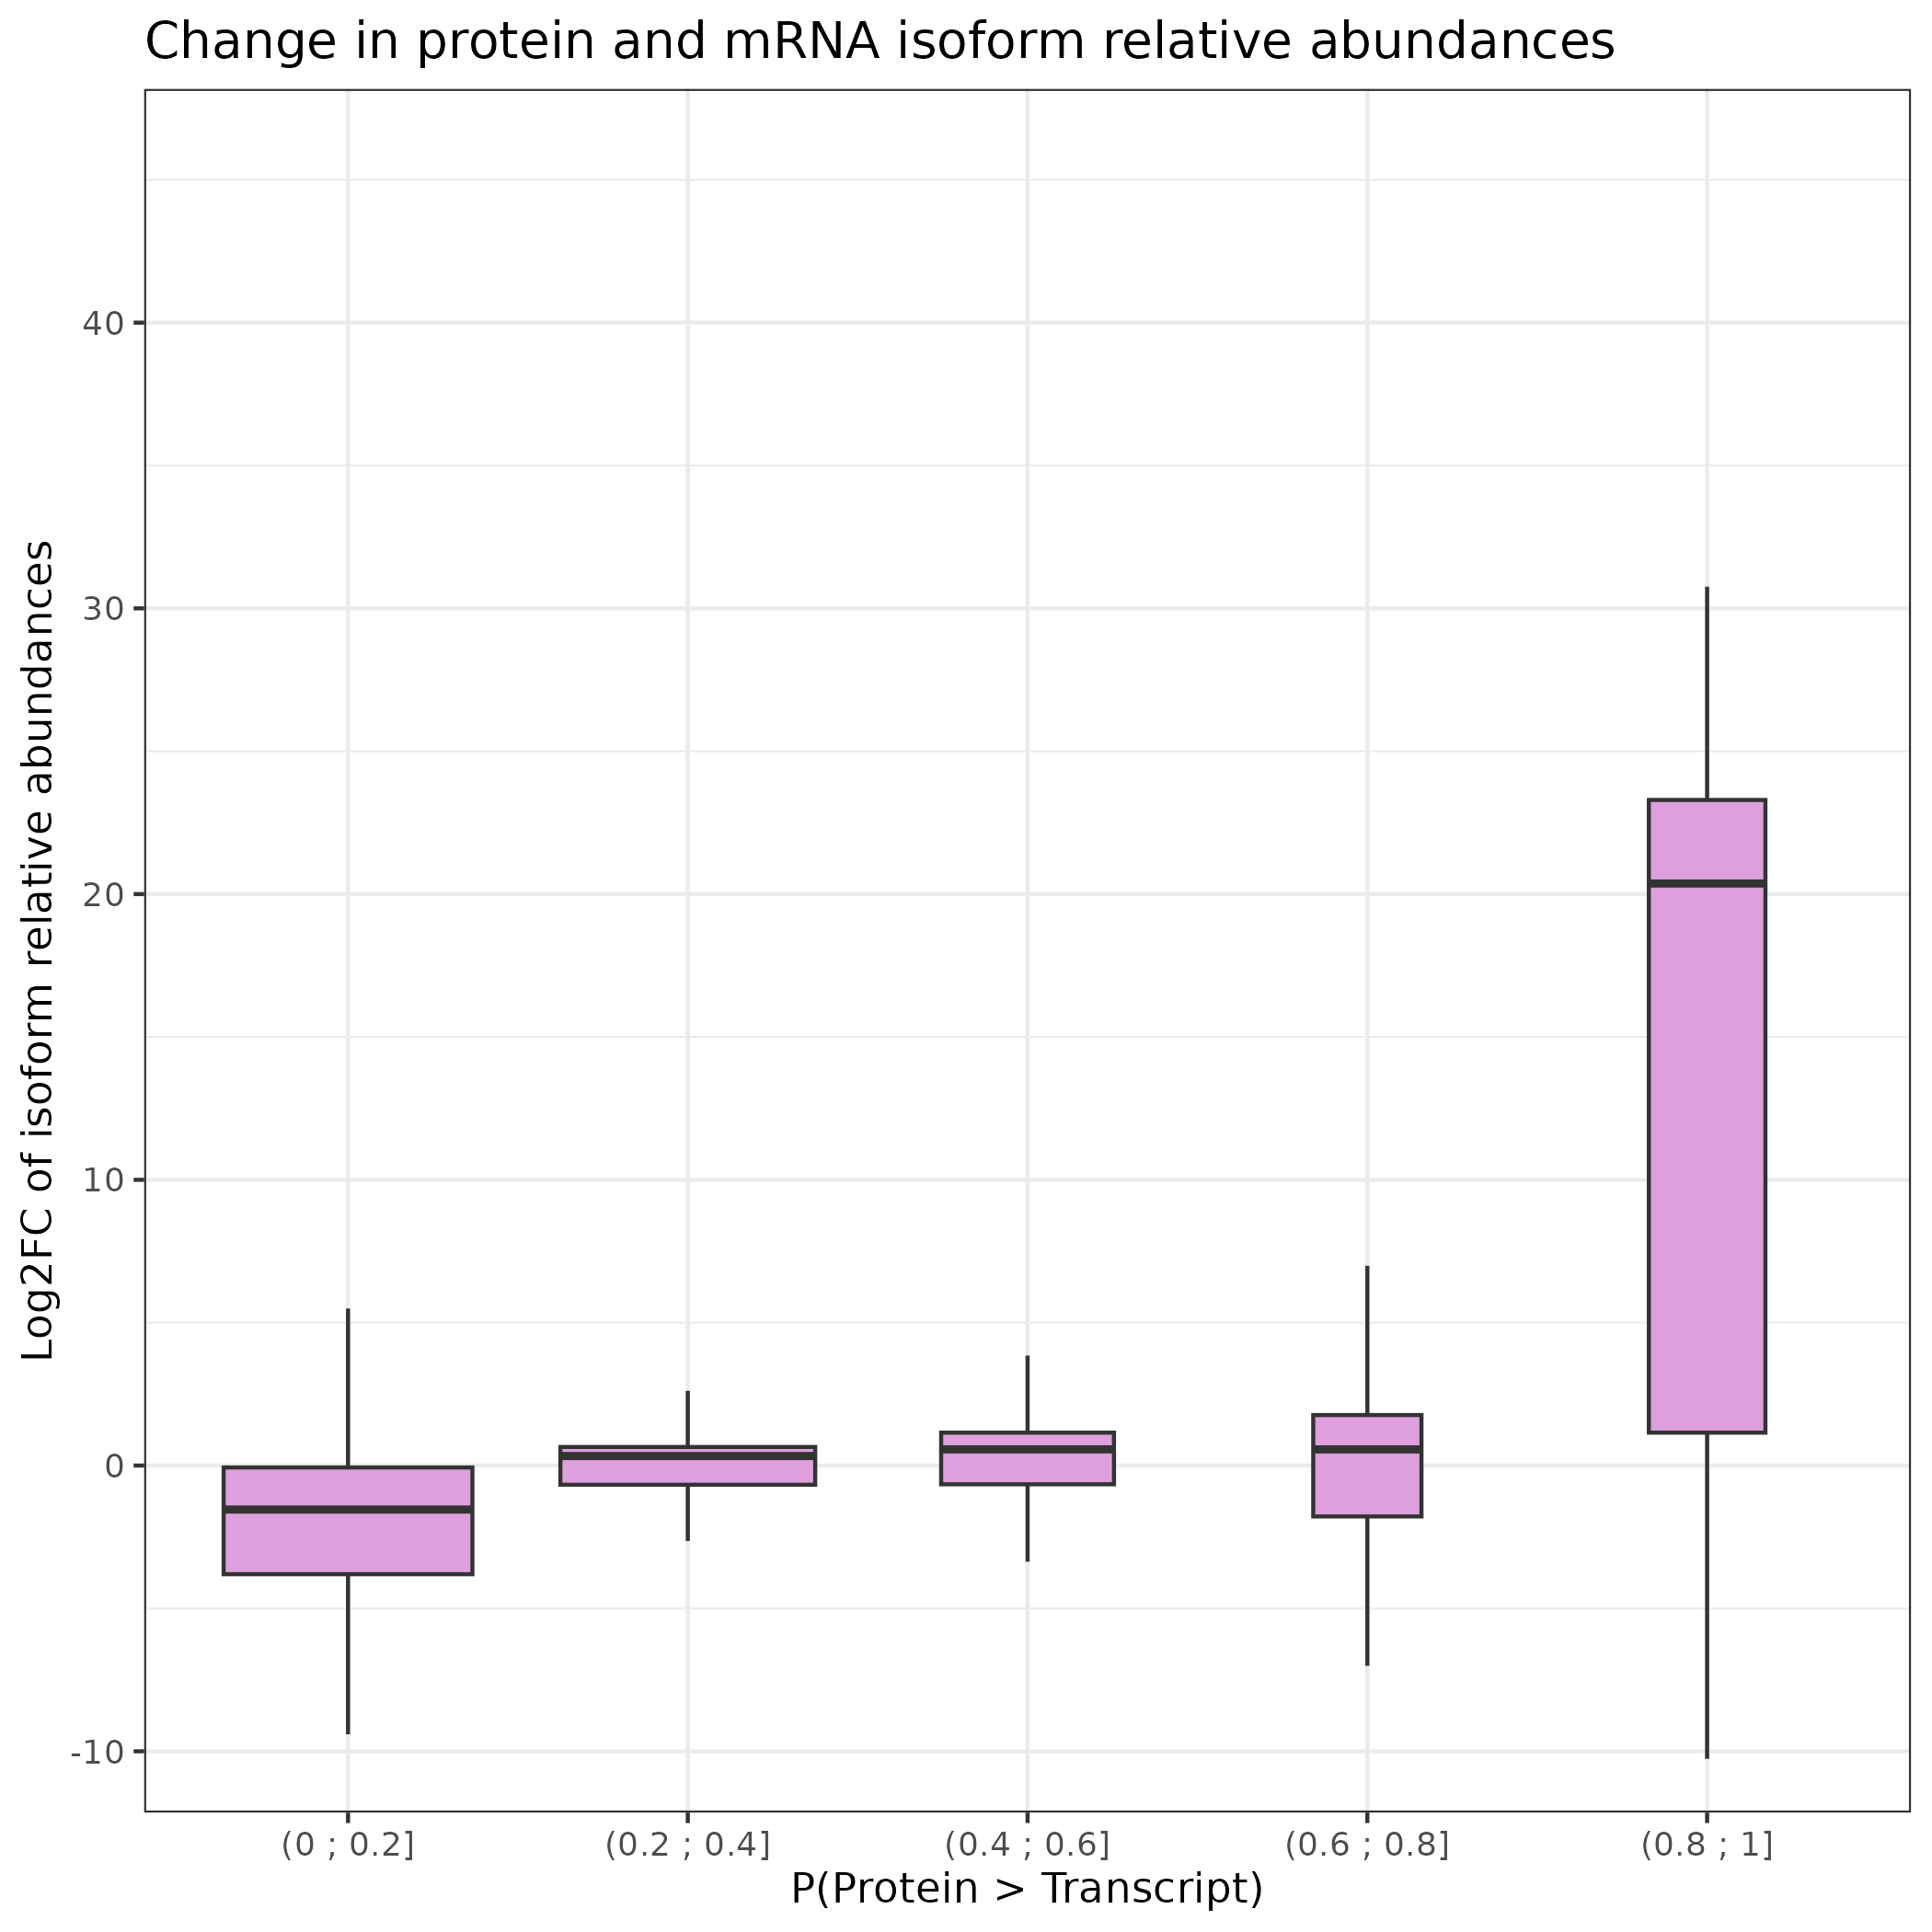 Change in protein and mRNA isoform relative abundances
Log2FC of isoform relative abundances
40
30
20
10
0
-10
(0 ; 0.2]
(0.2 ; 0.4]
(0.4 ; 0.6]
(0.6 ; 0.8]
(0.8 ; 1]
P(Protein > Transcript)